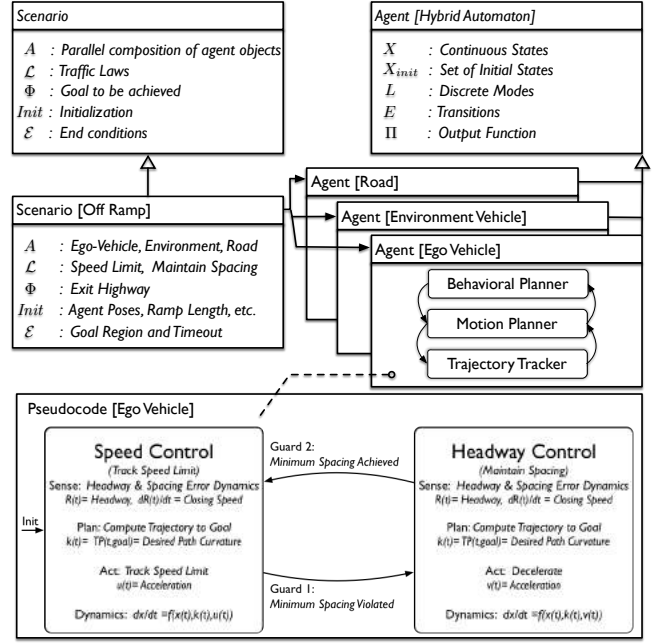 Scenario
A : Parallel composition of agent objects
ℒ : Traffic Laws
Φ : Goal to be achieved
Init : Initialization
ℰ : End conditions
Agent [Hybrid Automaton]
X : Continuous States
X_init : Set of Initial States
L : Discrete Modes
E : Transitions
Π : Output Function
Scenario [Off Ramp]
A : Ego-Vehicle, Environment, Road
ℒ : Speed Limit, Maintain Spacing
Φ : Exit Highway
Init : Agent Poses, Ramp Length, etc.
ℰ : Goal Region and Timeout
Agent [Road]
Agent [Environment Vehicle]
Agent [Ego Vehicle]
Behavioral Planner
Motion Planner
Trajectory Tracker
Pseudocode [Ego Vehicle]
Init
Speed Control
(Track Speed Limit)
Sense: Headway & Spacing Error Dynamics
R(t)= Headway, dR(t)/dt = Closing Speed
Plan: Compute Trajectory to Goal
k(t)= TP(t,goal)= Desired Path Curvature
Act: Track Speed Limit
u(t)= Acceleration
Dynamics: dx/dt =f(x(t),k(t),u(t))
Guard 2:
Minimum Spacing Achieved
Guard 1:
Minimum Spacing Violated
Headway Control
(Maintain Spacing)
Sense: Headway & Spacing Error Dynamics
R(t)= Headway, dR(t)/dt = Closing Speed
Plan: Compute Trajectory to Goal
k(t)= TP(t,goal)= Desired Path Curvature
Act: Decelerate
v(t)= Acceleration
Dynamics: dx/dt =f(x(t),k(t),v(t))